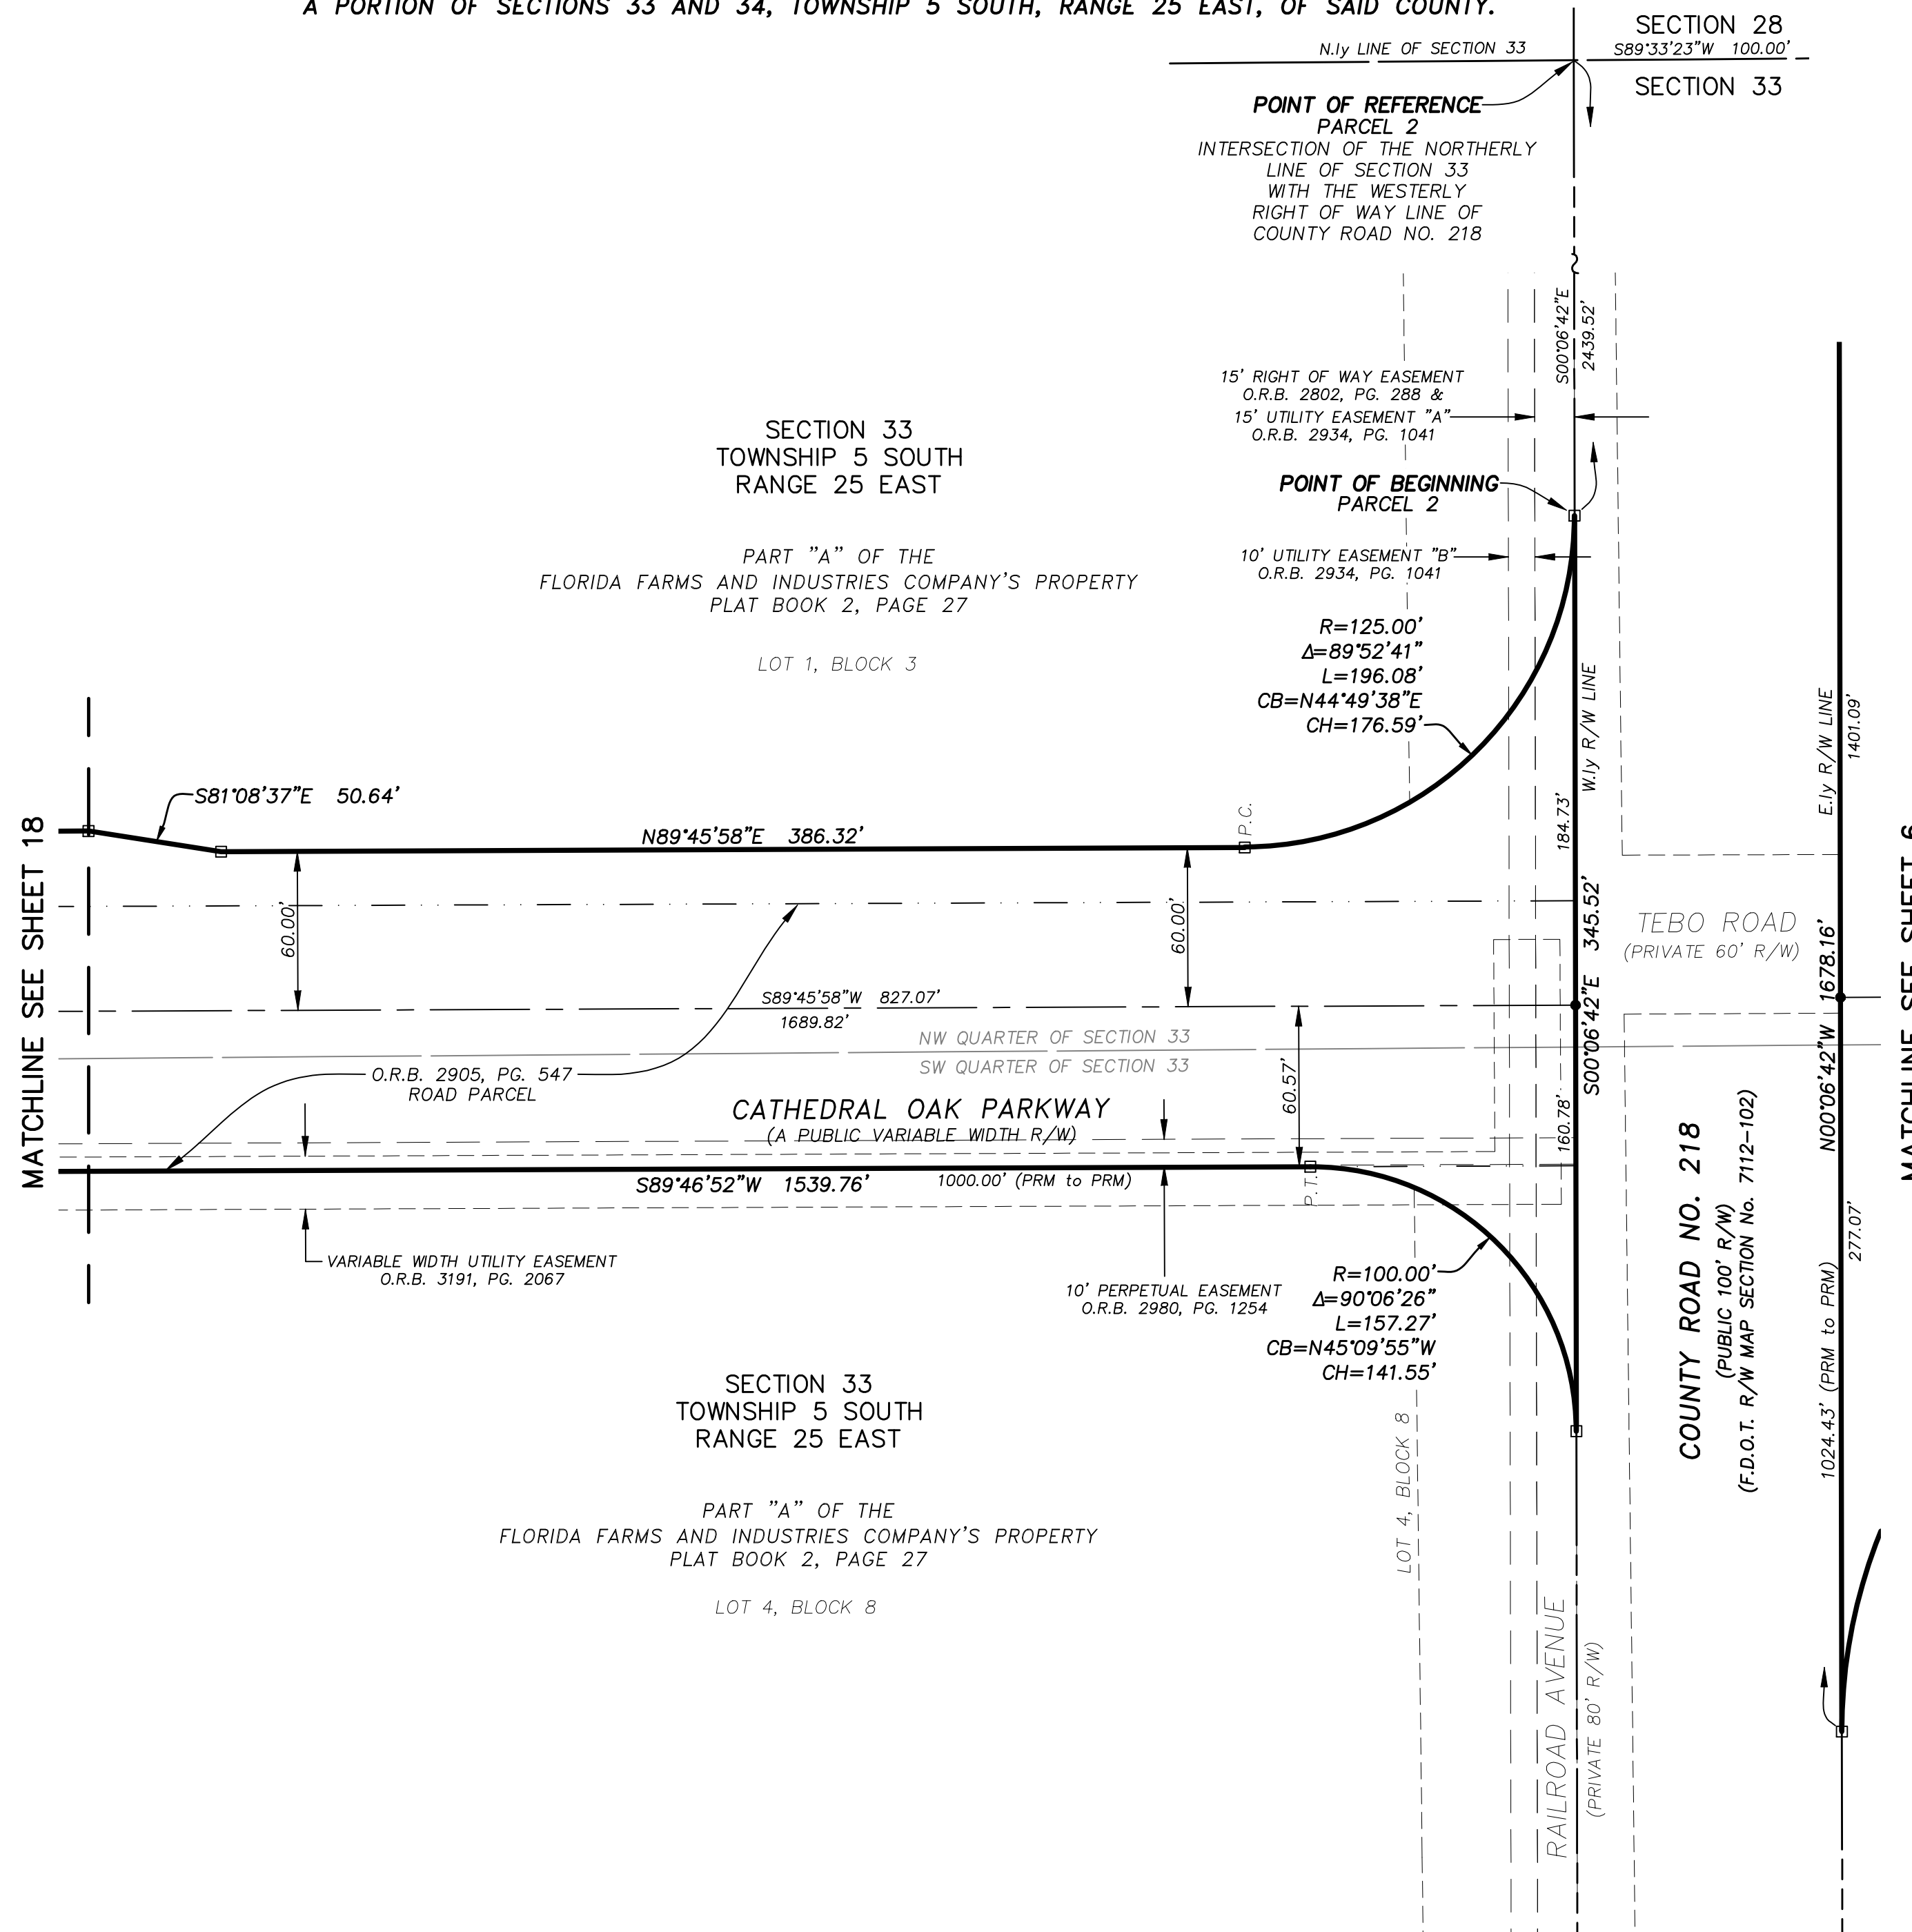 A PORTION OF SECTIONS 33 AND 34, TOWNSHIP 5 SOUTH, RANGE 25 EAST, OF SAID COUNTY.
SECTION 28
N.ly LINE OF SECTION 33
S89°33'23"W 100.00'
SECTION 33
POINT OF REFERENCE
PARCEL 2
INTERSECTION OF THE NORTHERLY
LINE OF SECTION 33
WITH THE WESTERLY
RIGHT OF WAY LINE OF
COUNTY ROAD NO. 218
S00°06'42"E
2439.52'
15' RIGHT OF WAY EASEMENT
O.R.B. 2802, PG. 288 &
15' UTILITY EASEMENT "A"
O.R.B. 2934, PG. 1041
SECTION 33
TOWNSHIP 5 SOUTH
RANGE 25 EAST
POINT OF BEGINNING
PARCEL 2
PART "A" OF THE
FLORIDA FARMS AND INDUSTRIES COMPANY'S PROPERTY
PLAT BOOK 2, PAGE 27
10' UTILITY EASEMENT "B"
O.R.B. 2934, PG. 1041
LOT 1, BLOCK 3
R=125.00'
Δ=89°52'41"
L=196.08'
CB=N44°49'38"E
CH=176.59'
W.ly R/W LINE
E.ly R/W LINE
1401.09'
S81°08'37"E 50.64'
N89°45'58"E 386.32'
P.C.
184.73'
MATCHLINE SEE SHEET 18
60.00'
60.00'
S00°06'42"E 345.52'
TEBO ROAD
(PRIVATE 60' R/W)
N00°06'42"W 1678.16'
MATCHLINE SEE SHEET 6
S89°45'58"W 827.07'
1689.82'
NW QUARTER OF SECTION 33
SW QUARTER OF SECTION 33
O.R.B. 2905, PG. 547
ROAD PARCEL
60.57'
160.78'
CATHEDRAL OAK PARKWAY
(A PUBLIC VARIABLE WIDTH R/W)
S89°46'52"W 1539.76'
1000.00' (PRM to PRM)
P.T.
VARIABLE WIDTH UTILITY EASEMENT
O.R.B. 3191, PG. 2067
10' PERPETUAL EASEMENT
O.R.B. 2980, PG. 1254
R=100.00'
Δ=90°06'26"
L=157.27'
CB=N45°09'55"W
CH=141.55'
COUNTY ROAD NO. 218
(PUBLIC 100' R/W)
(F.D.O.T. R/W MAP SECTION No. 7112-102)
277.07'
1024.43' (PRM to PRM)
SECTION 33
TOWNSHIP 5 SOUTH
RANGE 25 EAST
LOT 4, BLOCK 8
PART "A" OF THE
FLORIDA FARMS AND INDUSTRIES COMPANY'S PROPERTY
PLAT BOOK 2, PAGE 27
LOT 4, BLOCK 8
RAILROAD AVENUE
(PRIVATE 80' R/W)